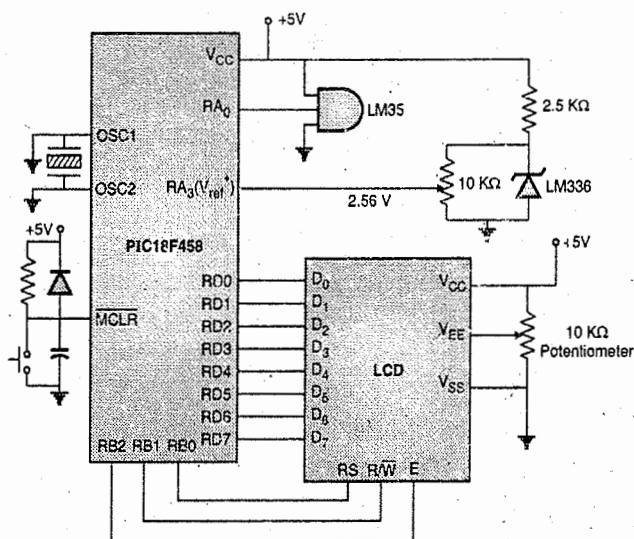 +5V
VCC
RA0
LM35
2.5 KΩ
OSC1
OSC2
RA3(Vref+)
2.56 V
10 KΩ
LM336
+5V
PIC18F458
MCLR
+5V
RD0
RD1
RD2
RD3
RD4
RD5
RD6
RD7
D0
D1
D2
D3
D4
D5
D6
D7
LCD
VCC
VEE
VSS
10 KΩ
Potentiometer
RB2 RB1 RB0
RS R/W E